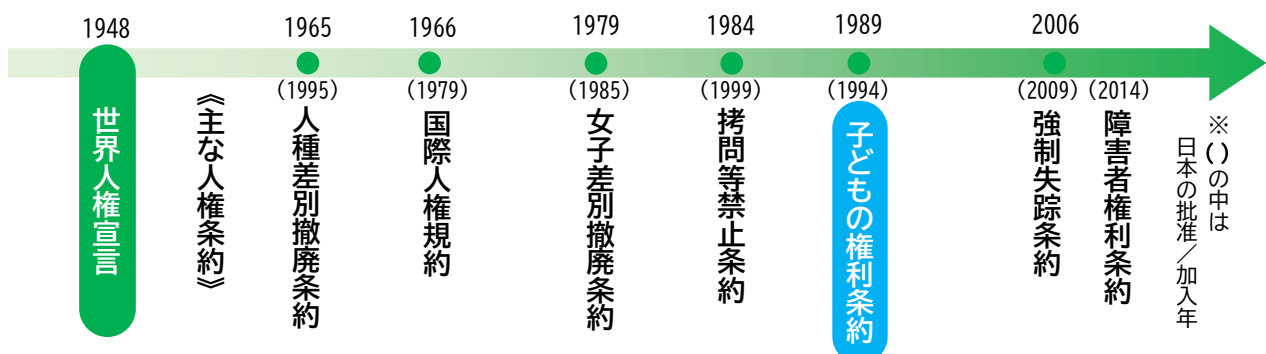 1948
1965
1966
1979
1984
1989
2006
(1995)
(1979)
(1985)
(1999)
(1994)
(2009)
(2014)
世界人権宣言
《主な人権条約》
人種差別撤廃条約
国際人権規約
女子差別撤廃条約
拷問等禁止条約
子どもの権利条約
強制失踪条約
障害者権利条約
※()の中は
日本の批准／加入年